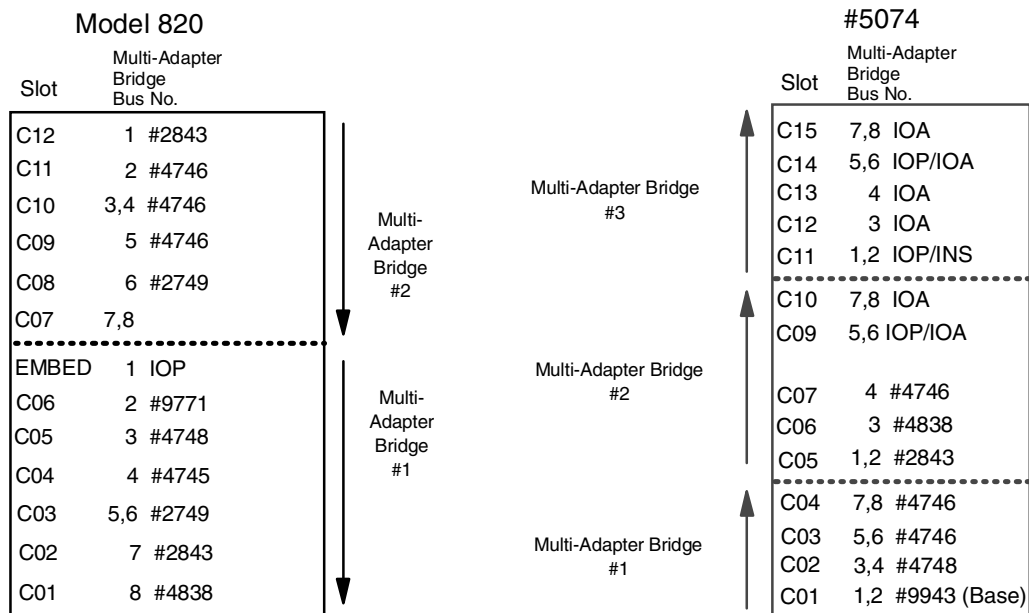 Model 820
Slot
Multi-Adapter
Bridge
Bus No.
C12 1 #2843
C11 2 #4746
C10 3,4 #4746
C09 5 #4746
C08 6 #2749
C07 7,8
Multi-
Adapter
Bridge
#2
EMBED 1 IOP
C06 2 #9771
C05 3 #4748
C04 4 #4745
C03 5,6 #2749
C02 7 #2843
C01 8 #4838
Multi-
Adapter
Bridge
#1
#5074
Slot
Multi-Adapter
Bridge
Bus No.
Multi-Adapter Bridge
#3
C15 7,8 IOA
C14 5,6 IOP/IOA
C13 4 IOA
C12 3 IOA
C11 1,2 IOP/INS
Multi-Adapter Bridge
#2
C10 7,8 IOA
C09 5,6 IOP/IOA
C07 4 #4746
C06 3 #4838
C05 1,2 #2843
Multi-Adapter Bridge
#1
C04 7,8 #4746
C03 5,6 #4746
C02 3,4 #4748
C01 1,2 #9943 (Base)